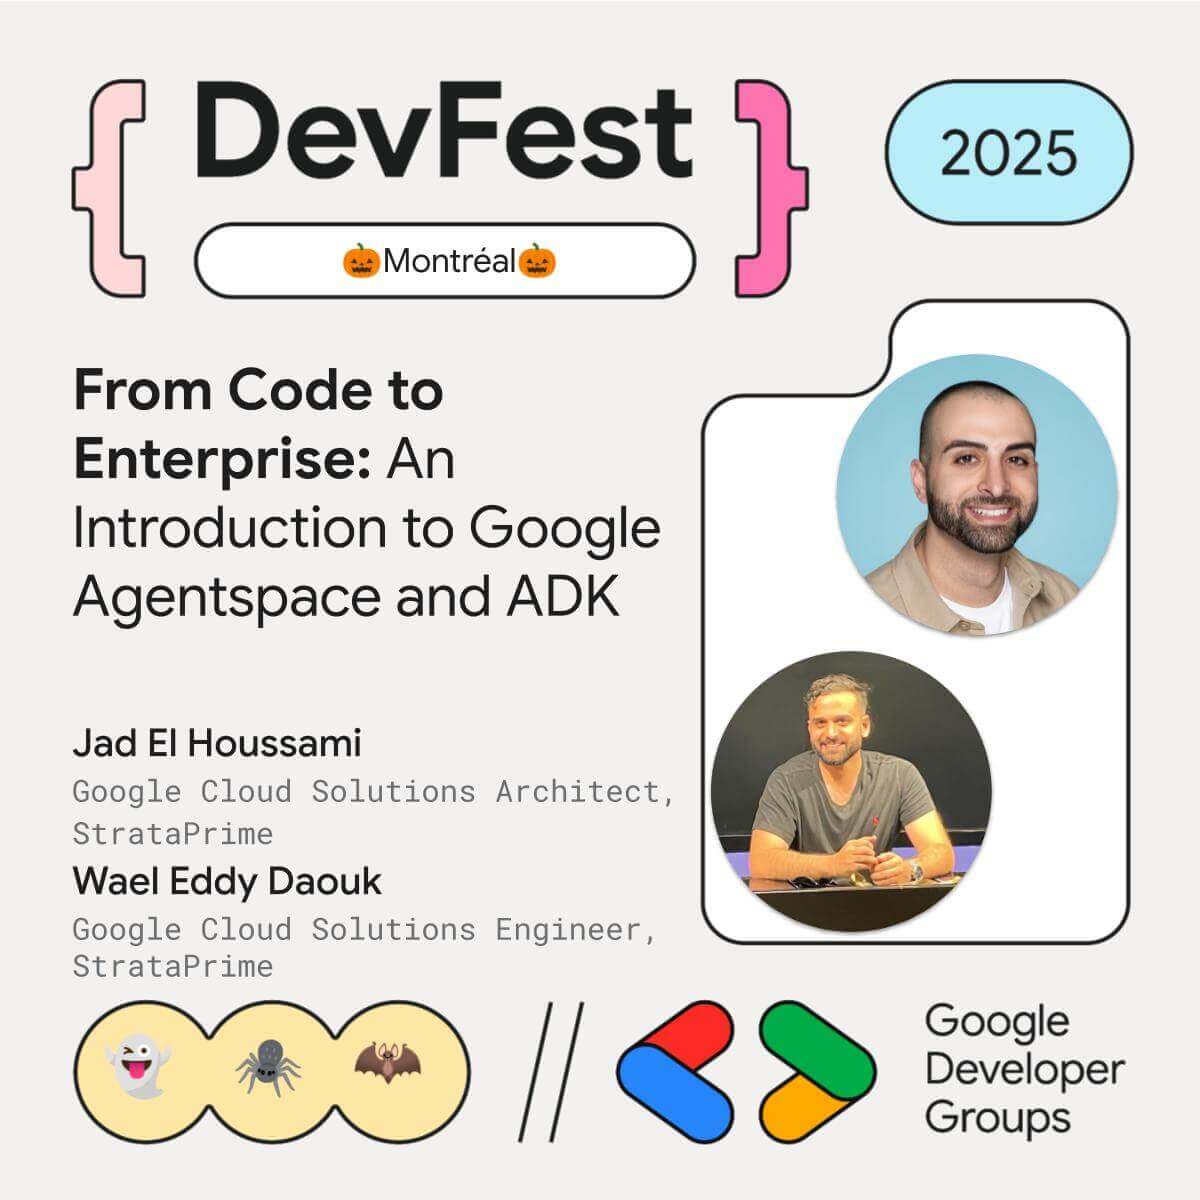 DevFest
2025
🎃Montréal🎃
From Code to
Enterprise: An
Introduction to Google
Agentspace and ADK
Jad El Houssami
Google Cloud Solutions Architect,
StrataPrime
Wael Eddy Daouk
Google Cloud Solutions Engineer,
StrataPrime
Google
Developer
Groups